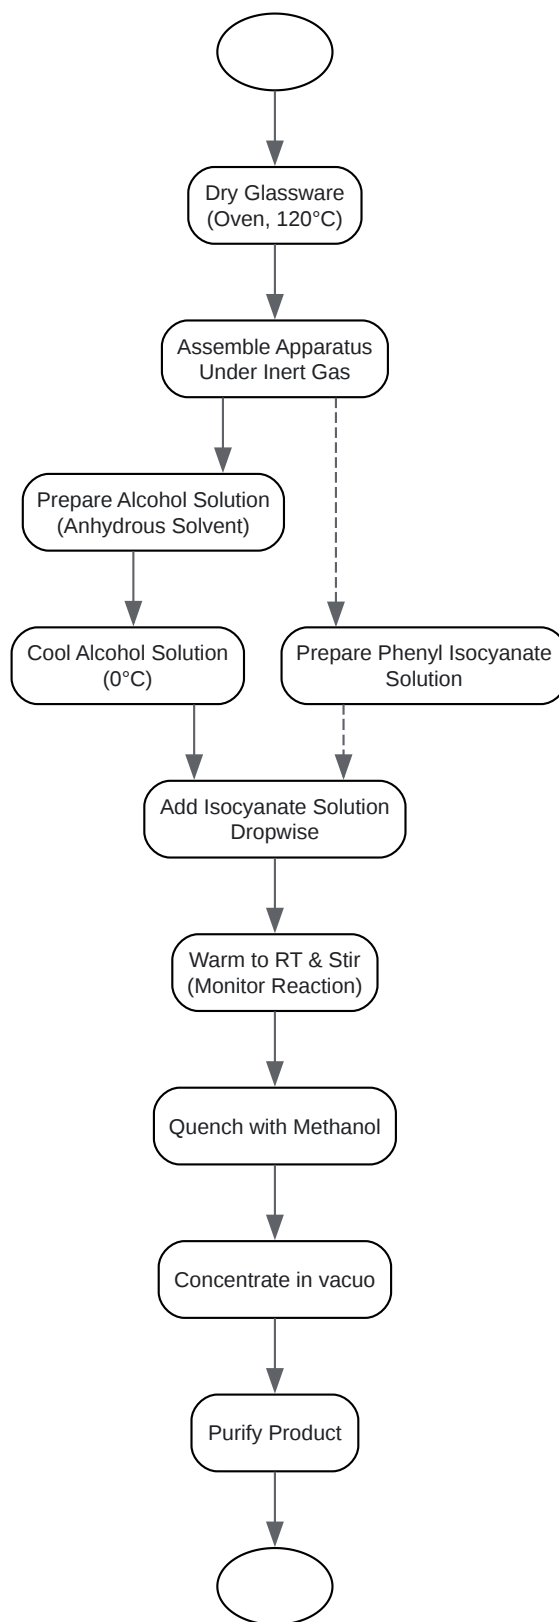 Dry Glassware
(Oven, 120°C)
Assemble Apparatus
Under Inert Gas
Prepare Alcohol Solution
(Anhydrous Solvent)
Cool Alcohol Solution
(0°C)
Prepare Phenyl Isocyanate
Solution
Add Isocyanate Solution
Dropwise
Warm to RT & Stir
(Monitor Reaction)
Quench with Methanol
Concentrate in vacuo
Purify Product